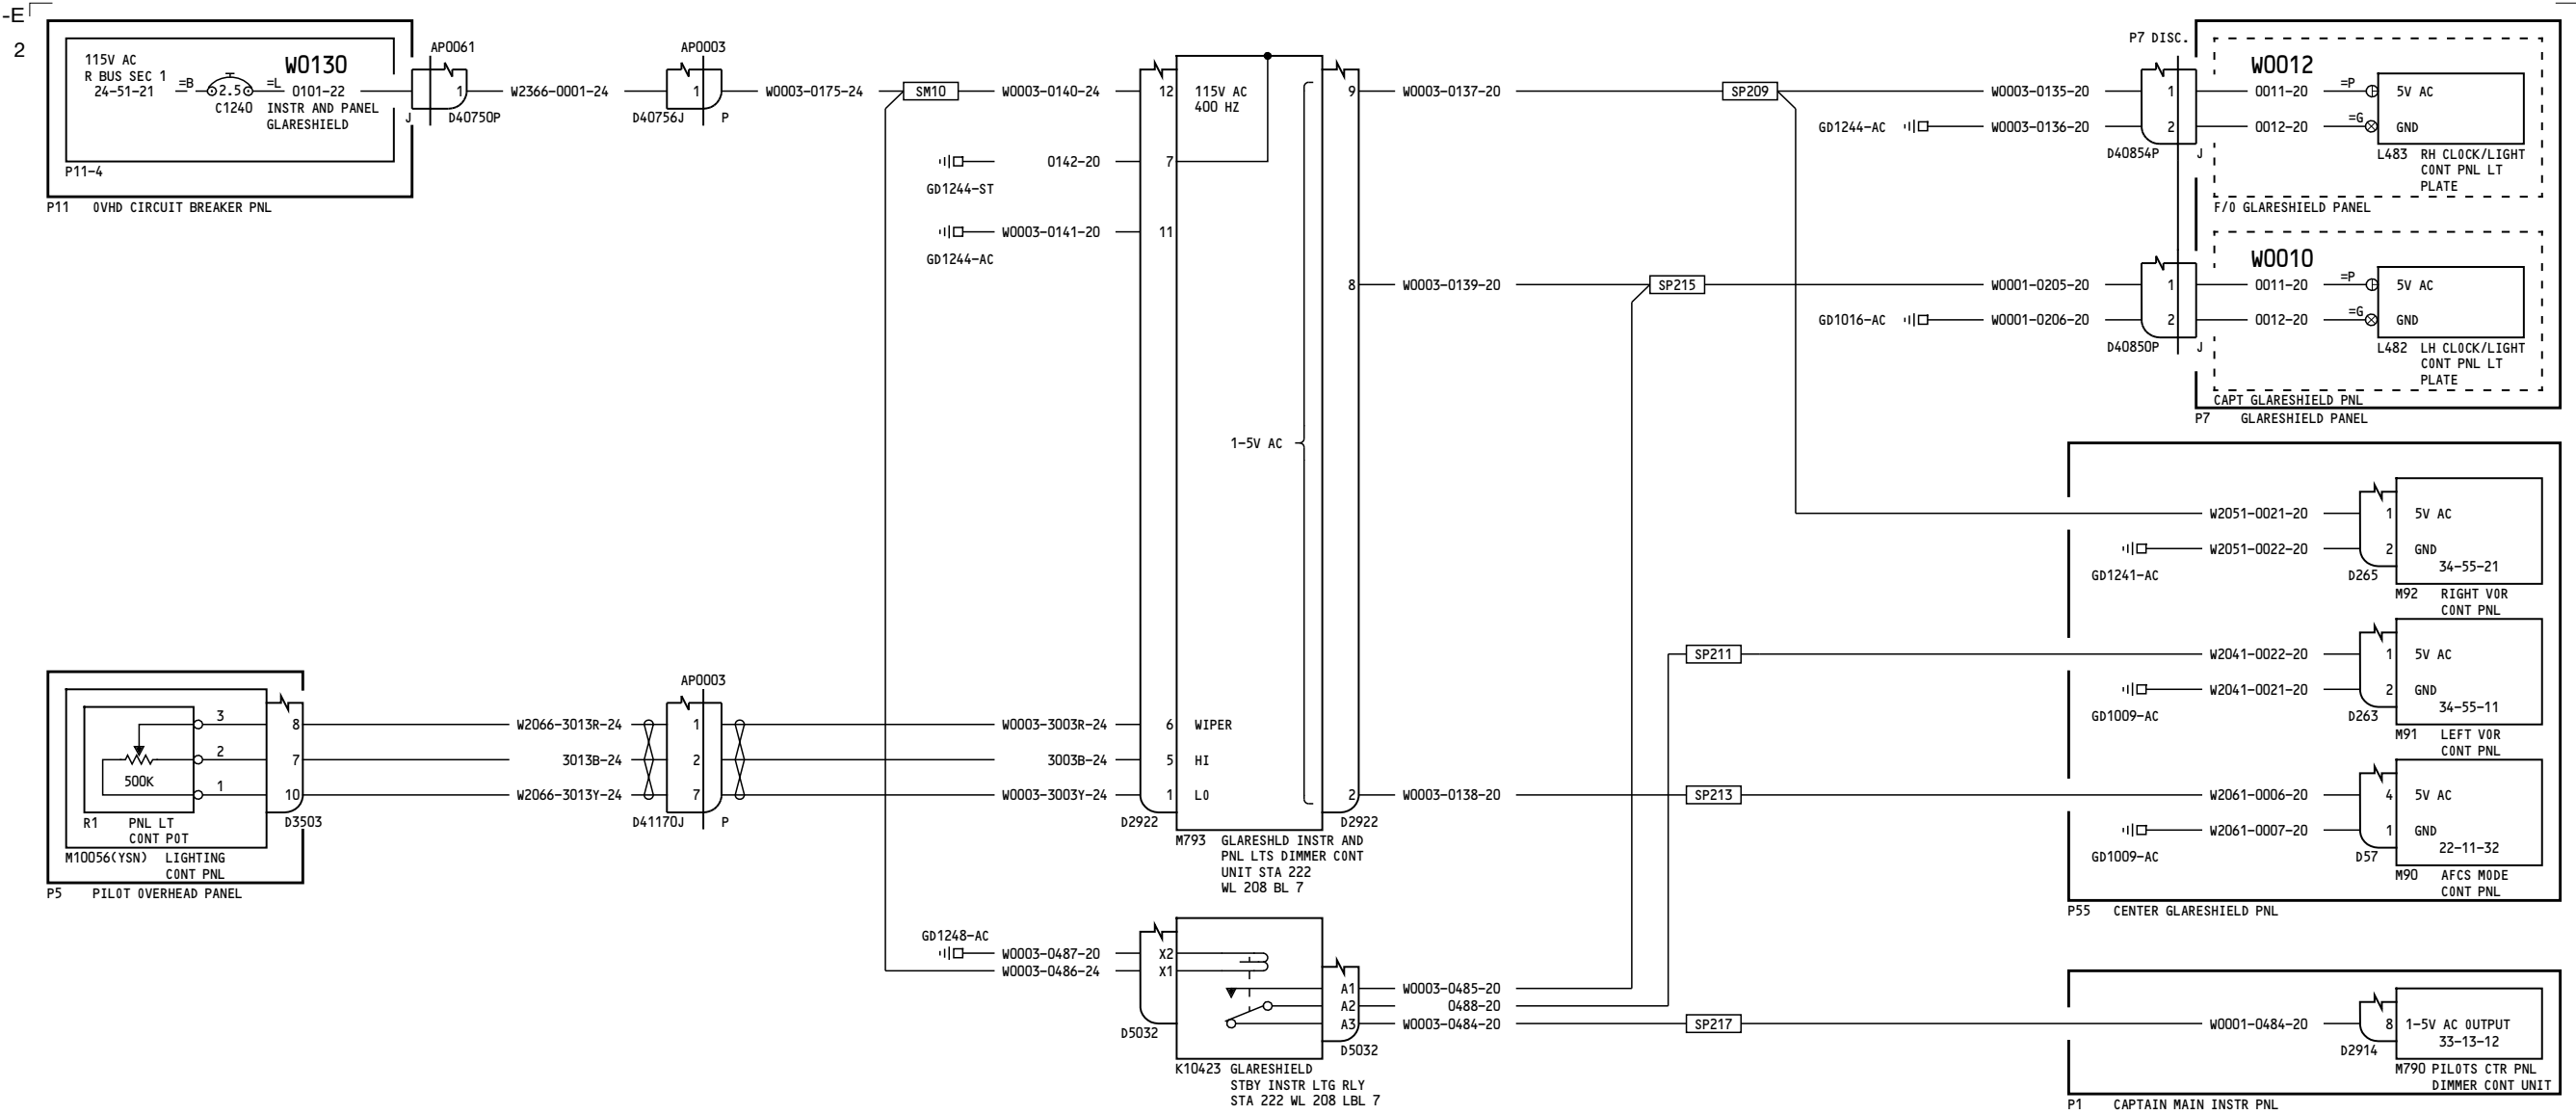 -E
2
115V AC
R BUS SEC 1
24-51-21
=B
2.5
C1240
=L
W0130
0101-22
INSTR AND PANEL
GLARESHIELD
P11-4
P11 OVHD CIRCUIT BREAKER PNL
AP0061
1
J D40750P
W2366-0001-24
AP0003
1
D40756J P
W0003-0175-24
SM10
W0003-0140-24
12
115V AC
400 HZ
GD1244-ST
0142-20
7
GD1244-AC
W0003-0141-20
11
1-5V AC
9
W0003-0137-20
SP209
8
W0003-0139-20
SP215
P7 DISC.
W0003-0135-20
1
GD1244-AC
W0003-0136-20
2
D40854P J
W0012
0011-20
=P
5V AC
0012-20
=G
GND
L483 RH CLOCK/LIGHT
CONT PNL LT
PLATE
F/O GLARESHIELD PANEL
W0001-0205-20
1
GD1016-AC
W0001-0206-20
2
D40850P J
W0010
0011-20
=P
5V AC
0012-20
=G
GND
L482 LH CLOCK/LIGHT
CONT PNL LT
PLATE
CAPT GLARESHIELD PNL
P7 GLARESHIELD PANEL
W2051-0021-20
1
5V AC
W2051-0022-20
2
GND
GD1241-AC
34-55-21
D265
M92 RIGHT VOR
CONT PNL
SP211
W2041-0022-20
1
5V AC
W2041-0021-20
2
GND
GD1009-AC
34-55-11
D263
M91 LEFT VOR
CONT PNL
SP213
W2061-0006-20
4
5V AC
W2061-0007-20
1
GND
GD1009-AC
22-11-32
D57
M90 AFCS MODE
CONT PNL
P55 CENTER GLARESHIELD PNL
3
2
1
500K
R1 PNL LT
CONT POT
8
7
10
D3503
M10056(YSN) LIGHTING
CONT PNL
P5 PILOT OVERHEAD PANEL
W2066-3013R-24
3013B-24
W2066-3013Y-24
AP0003
1
2
7
D41170J P
W0003-3003R-24
3003B-24
W0003-3003Y-24
6 WIPER
5 HI
1 LO
D2922
2
D2922
W0003-0138-20
M793 GLARESHLD INSTR AND
PNL LTS DIMMER CONT
UNIT STA 222
WL 208 BL 7
GD1248-AC
W0003-0487-20
W0003-0486-24
X2
X1
D5032
A1
A2
A3
D5032
W0003-0485-20
0488-20
W0003-0484-20
SP217
K10423 GLARESHIELD
STBY INSTR LTG RLY
STA 222 WL 208 LBL 7
W0001-0484-20
8
1-5V AC OUTPUT
33-13-12
D2914
M790 PILOTS CTR PNL
DIMMER CONT UNIT
P1 CAPTAIN MAIN INSTR PNL